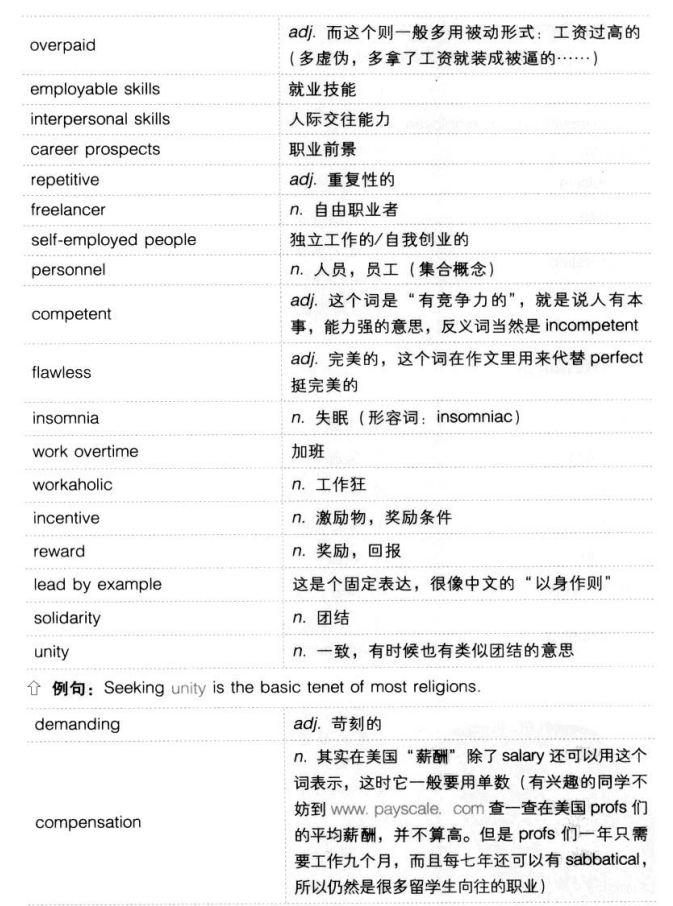 overpaid
adj. 而这个则一般多用被动形式：工资过高的
（多虚伪，多拿了工资就装成被逼的……）
employable skills 就业技能
interpersonal skills 人际交往能力
career prospects 职业前景
repetitive adj. 重复性的
freelancer n. 自由职业者
self-employed people 独立工作的/自我创业的
personnel n. 人员，员工（集合概念）
competent
adj. 这个词是“有竞争力的”，就是说人有本
事，能力强的意思，反义词当然是 incompetent
flawless
adj. 完美的，这个词在作文里用来代替 perfect
挺完美的
insomnia n. 失眠（形容词：insomniac）
work overtime 加班
workaholic n. 工作狂
incentive n. 激励物，奖励条件
reward n. 奖励，回报
lead by example 这是个固定表达，很像中文的“以身作则”
solidarity n. 团结
unity n. 一致，有时候也有类似团结的意思
⇧ 例句：Seeking unity is the basic tenet of most religions.
demanding adj. 苛刻的
compensation
n. 其实在美国“薪酬”除了 salary 还可以用这个
词表示，这时它一般要用单数（有兴趣的同学不
妨到 www. payscale. com 查一查在美国 profs 们
的平均薪酬，并不算高。但是 profs 们一年只需
要工作九个月，而且每七年还可以有 sabbatical，
所以仍然是很多留学生向往的职业）